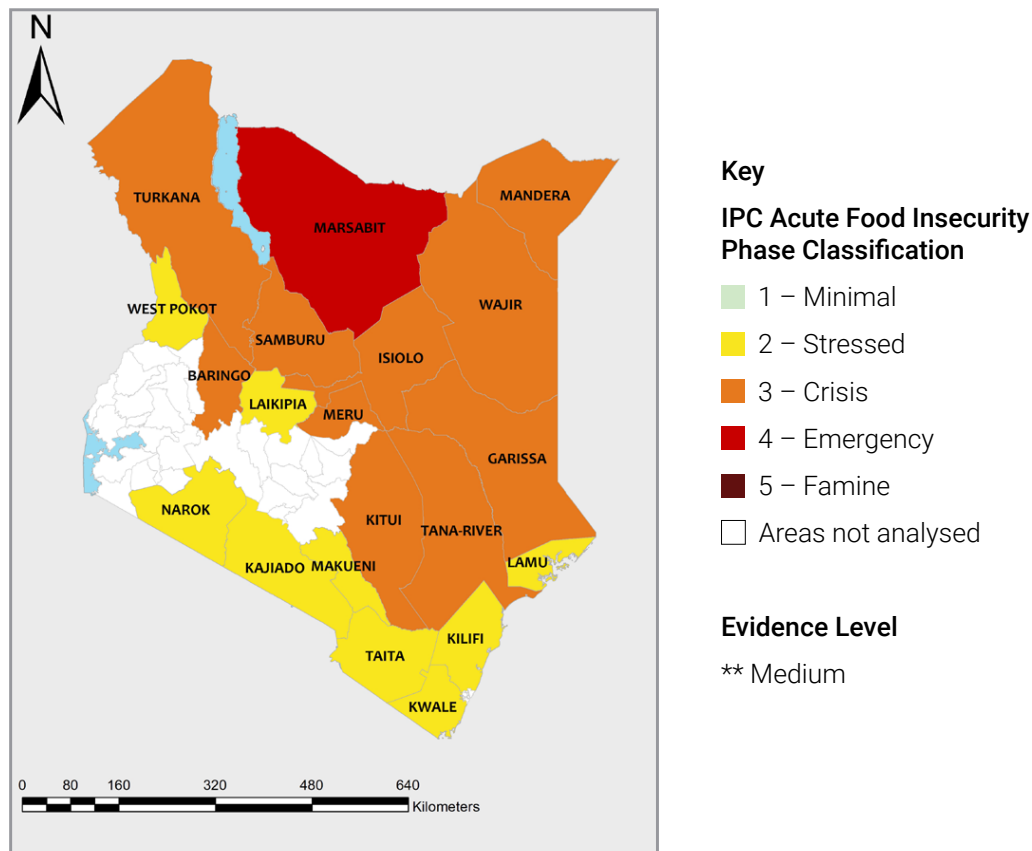 N
TURKANA
MANDERA
MARSABIT
WAJIR
WEST POKOT
SAMBURU
ISIOLO
BARINGO
LAIKIPIA
MERU
GARISSA
NAROK
KITUI
TANA-RIVER
KAJIADO
MAKUENI
LAMU
KILIFI
TAITA
KWALE
0 80 160 320 480 640
Kilometers
Key
IPC Acute Food Insecurity
Phase Classification
1 – Minimal
2 – Stressed
3 – Crisis
4 – Emergency
5 – Famine
Areas not analysed
Evidence Level
** Medium